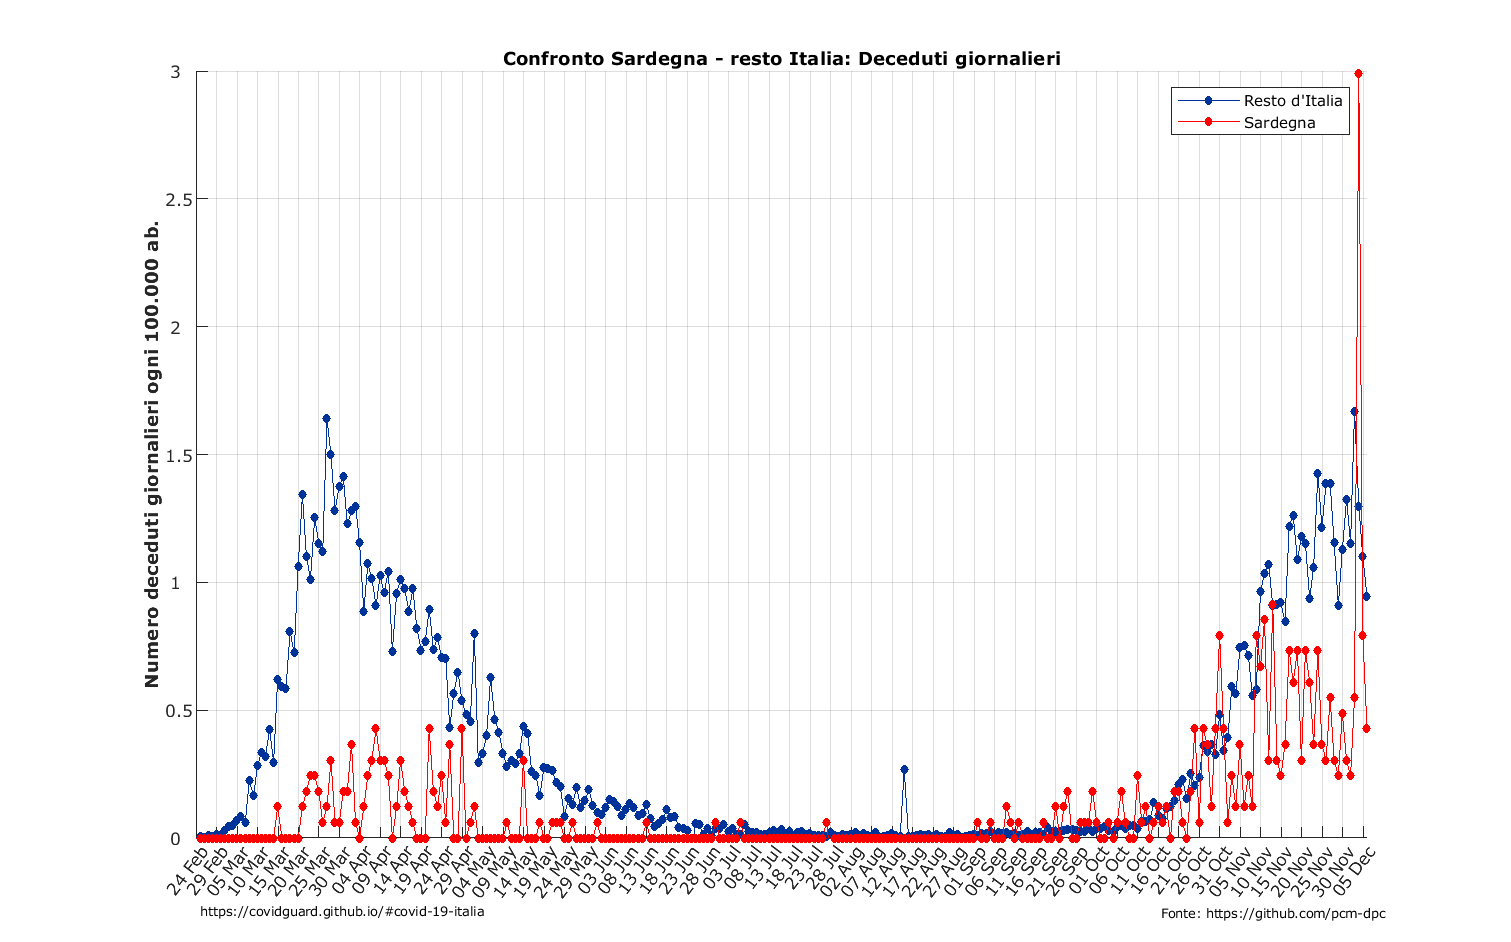 Confronto Sardegna - resto Italia: Deceduti giornalieri
Resto d'Italia
Sardegna
Numero deceduti giornalieri ogni 100.000 ab.
3
2.5
2
1.5
1
0.5
0
24 Feb
29 Feb
05 Mar
10 Mar
15 Mar
20 Mar
25 Mar
30 Mar
04 Apr
09 Apr
14 Apr
19 Apr
24 Apr
29 Apr
04 May
09 May
14 May
19 May
24 May
29 May
03 Jun
08 Jun
13 Jun
18 Jun
23 Jun
28 Jun
03 Jul
08 Jul
13 Jul
18 Jul
23 Jul
28 Jul
02 Aug
07 Aug
12 Aug
17 Aug
22 Aug
27 Aug
01 Sep
06 Sep
11 Sep
16 Sep
21 Sep
26 Sep
01 Oct
06 Oct
11 Oct
16 Oct
21 Oct
26 Oct
31 Oct
05 Nov
10 Nov
15 Nov
20 Nov
25 Nov
30 Nov
05 Dec
https://covidguard.github.io/#covid-19-italia
Fonte: https://github.com/pcm-dpc